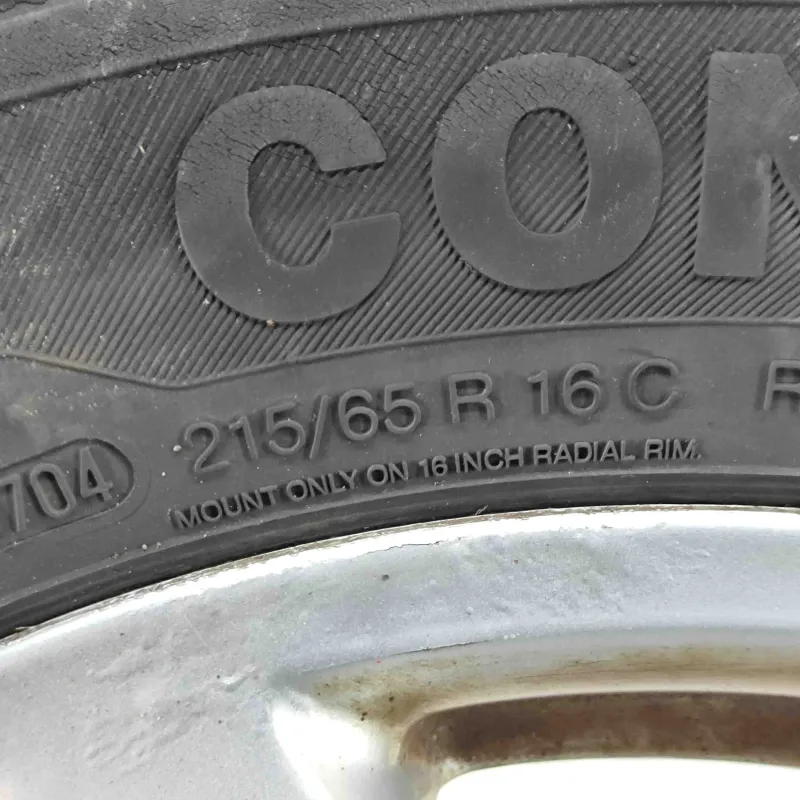 CON
704 215/65 R 16 C R
MOUNT ONLY ON 16 INCH RADIAL RIM.